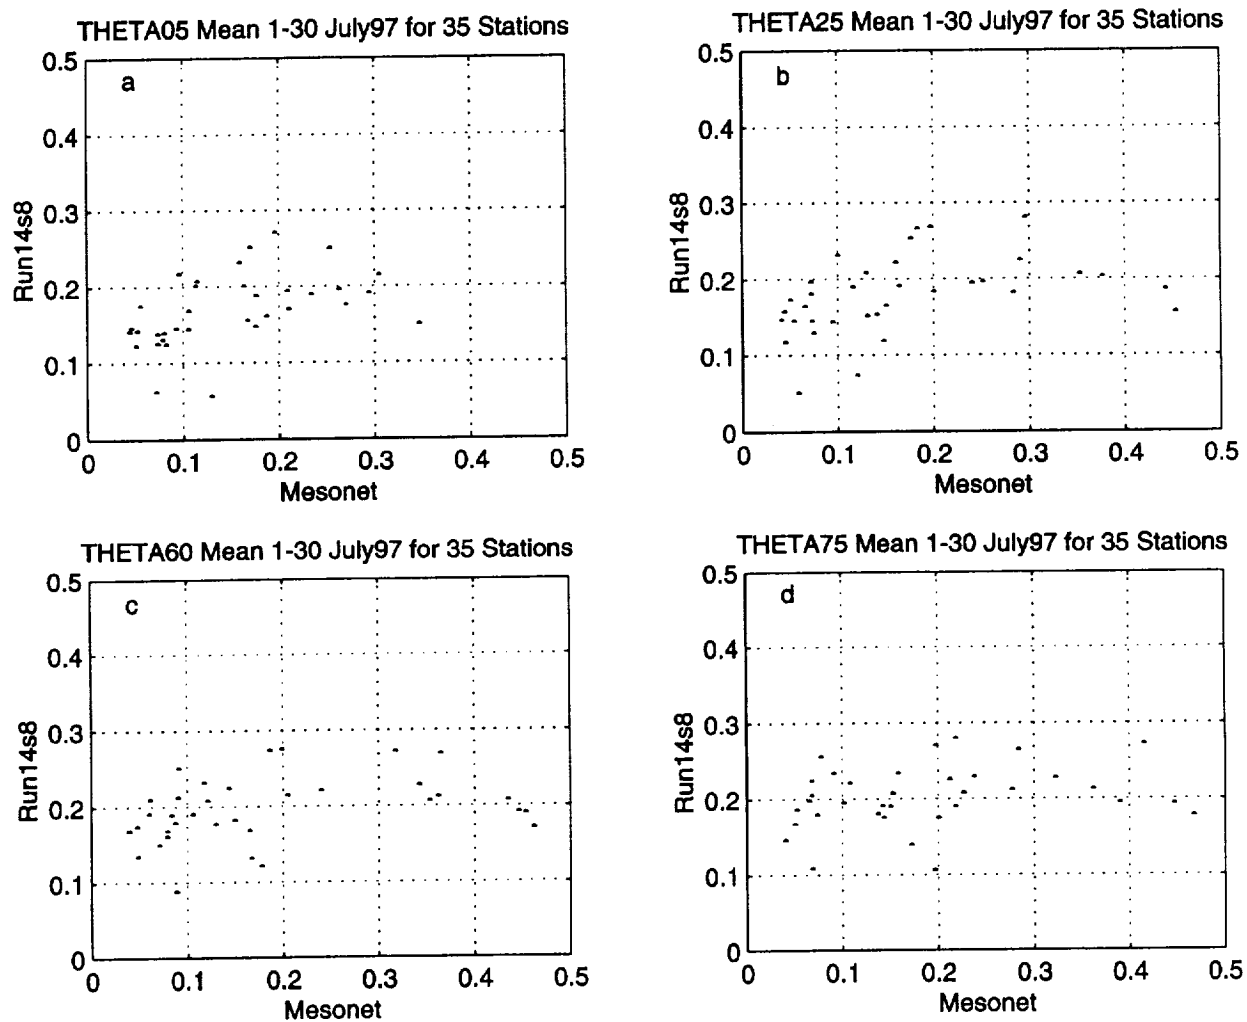 THETA05 Mean 1-30 July97 for 35 Stations
a
0.5
0.4
0.3
0.2
0.1
0
Run14s8
0 0.1 0.2 0.3 0.4 0.5
Mesonet
THETA25 Mean 1-30 July97 for 35 Stations
b
0.5
0.4
0.3
0.2
0.1
0
Run14s8
0 0.1 0.2 0.3 0.4 0.5
Mesonet
THETA60 Mean 1-30 July97 for 35 Stations
c
0.5
0.4
0.3
0.2
0.1
0
Run14s8
0 0.1 0.2 0.3 0.4 0.5
Mesonet
THETA75 Mean 1-30 July97 for 35 Stations
d
0.5
0.4
0.3
0.2
0.1
0
Run14s8
0 0.1 0.2 0.3 0.4 0.5
Mesonet